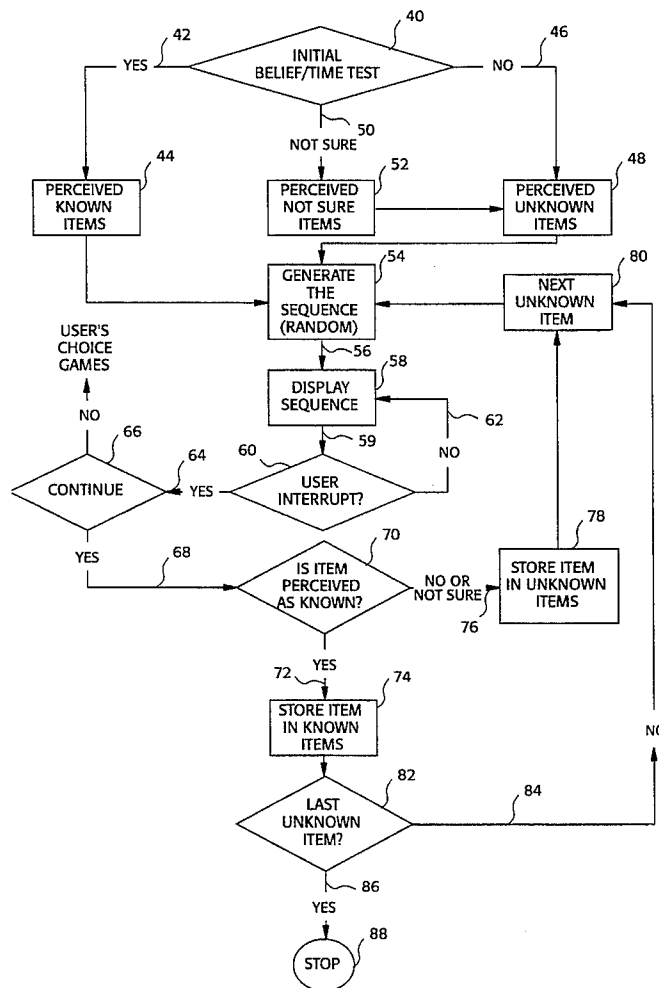 40
42
46
INITIAL
BELIEF/TIME TEST
YES
NO
50
NOT SURE
44
52
48
PERCEIVED
KNOWN
ITEMS
PERCEIVED
NOT SURE
ITEMS
PERCEIVED
UNKNOWN
ITEMS
54
80
GENERATE
THE
SEQUENCE
(RANDOM)
NEXT
UNKNOWN
ITEM
USER'S
CHOICE
GAMES
56
58
DISPLAY
SEQUENCE
NO
66
64
60
59
62
NO
CONTINUE
YES
USER
INTERRUPT?
YES
68
70
78
IS ITEM
PERCEIVED
AS KNOWN?
NO OR
NOT SURE
76
STORE ITEM
IN UNKNOWN
ITEMS
YES
72
74
STORE ITEM
IN KNOWN
ITEMS
NO
82
84
LAST
UNKNOWN
ITEM?
86
YES
88
STOP